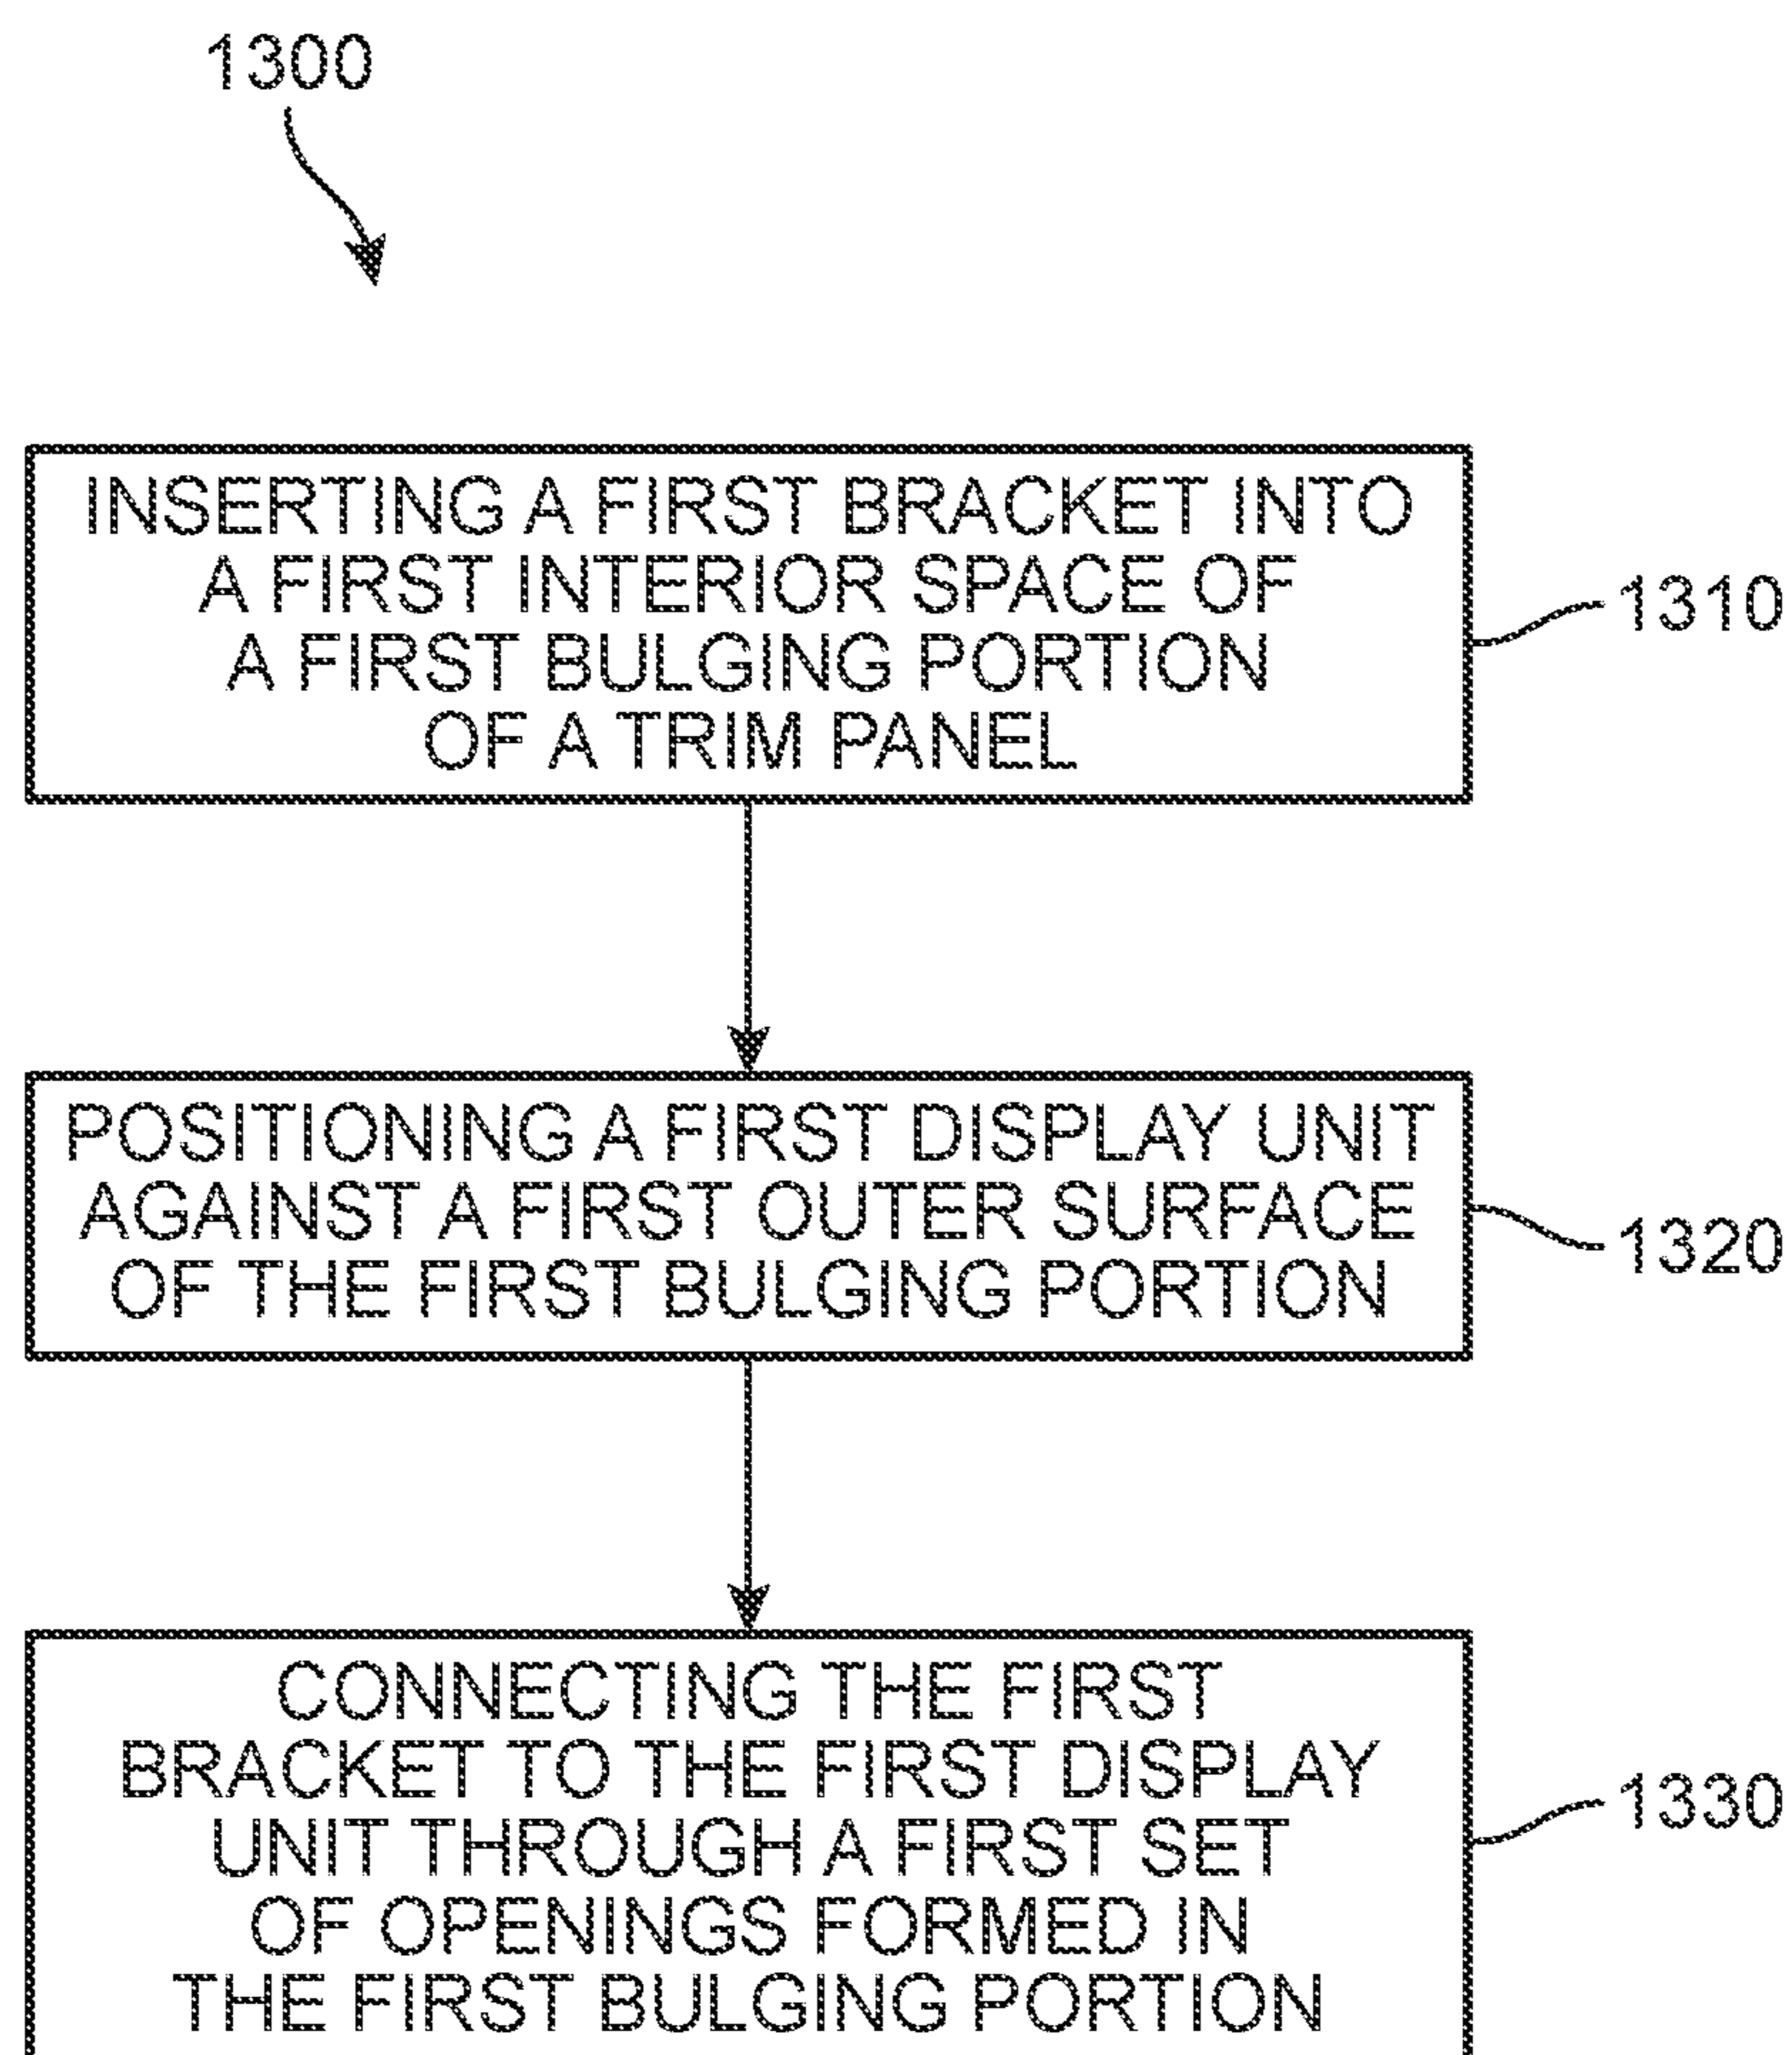 1300
INSERTING A FIRST BRACKET INTO
A FIRST INTERIOR SPACE OF
A FIRST BULGING PORTION
OF A TRIM PANEL
1310
POSITIONING A FIRST DISPLAY UNIT
AGAINST A FIRST OUTER SURFACE
OF THE FIRST BULGING PORTION
1320
CONNECTING THE FIRST
BRACKET TO THE FIRST DISPLAY
UNIT THROUGH A FIRST SET
OF OPENINGS FORMED IN
THE FIRST BULGING PORTION
1330